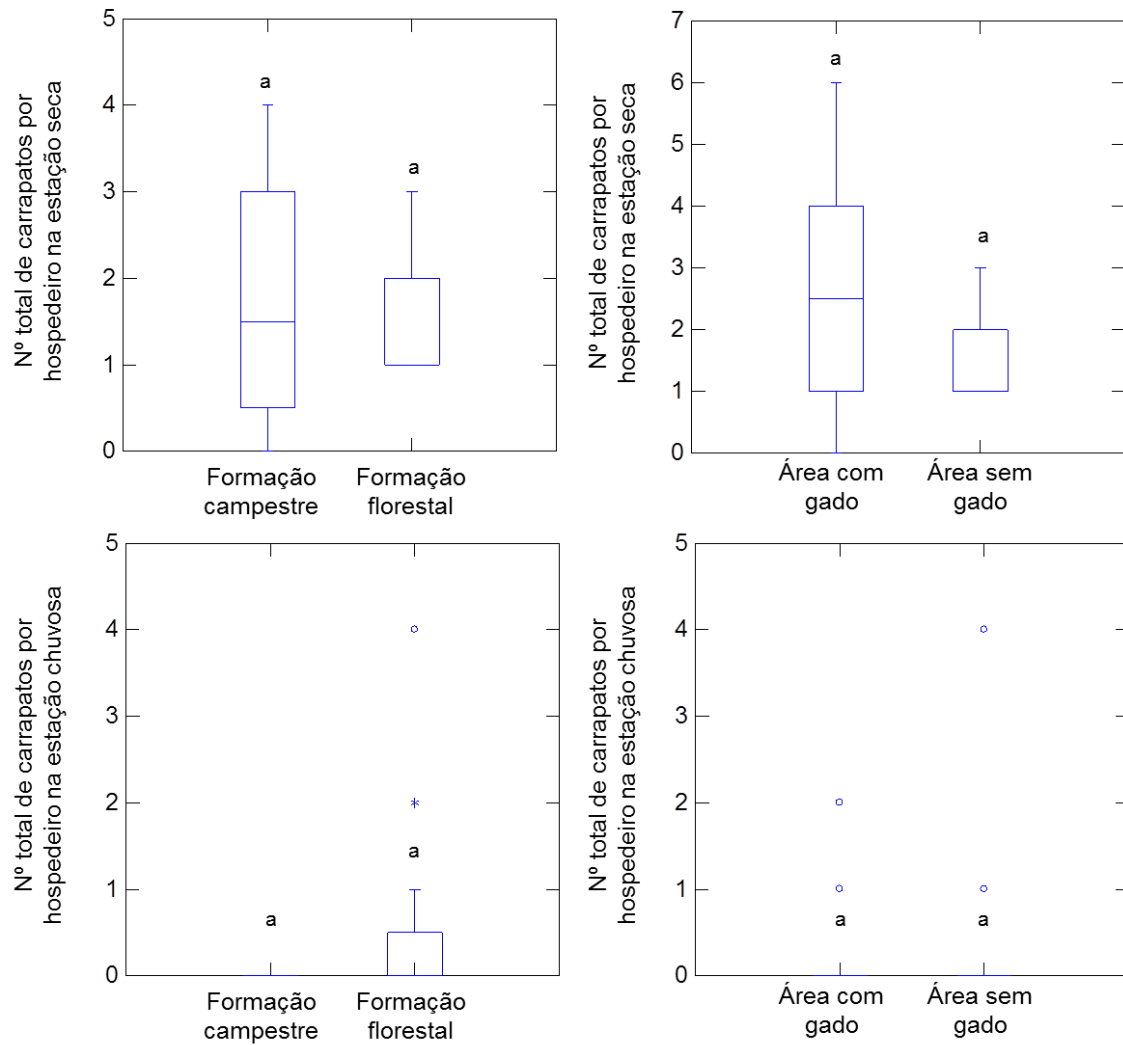 Nº total de carrapatos por
hospedeiro na estação seca
5
4
3
2
1
0
a
a
Formação
campestre
Formação
florestal
Nº total de carrapatos por
hospedeiro na estação seca
7
6
5
4
3
2
1
0
a
a
Área com
gado
Área sem
gado
Nº total de carrapatos por
hospedeiro na estação chuvosa
5
4
3
2
1
0
a
a
Formação
campestre
Formação
florestal
Nº total de carrapatos por
hospedeiro na estação chuvosa
5
4
3
2
1
0
a
a
Área com
gado
Área sem
gado